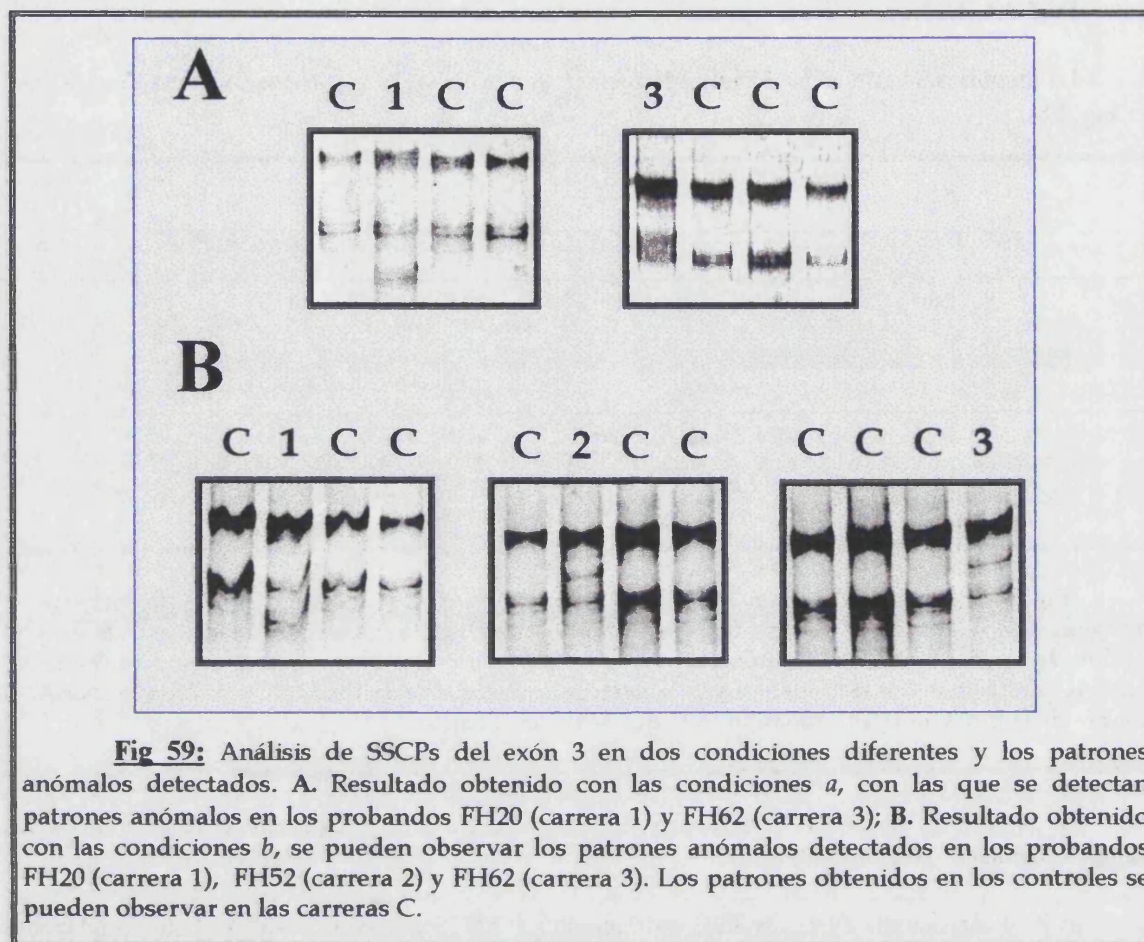 A
C 1 C C 3 C C C
B
C 1 C C C 2 C C C C C 3
Fig 59: Análisis de SSCPs del exón 3 en dos condiciones diferentes y los patrones
anómalos detectados. A. Resultado obtenido con las condiciones a, con las que se detectan
patrones anómalos en los probandos FH20 (carrera 1) y FH62 (carrera 3); B. Resultado obtenido
con las condiciones b, se pueden observar los patrones anómalos detectados en los probandos
FH20 (carrera 1), FH52 (carrera 2) y FH62 (carrera 3). Los patrones obtenidos en los controles se
pueden observar en las carreras C.